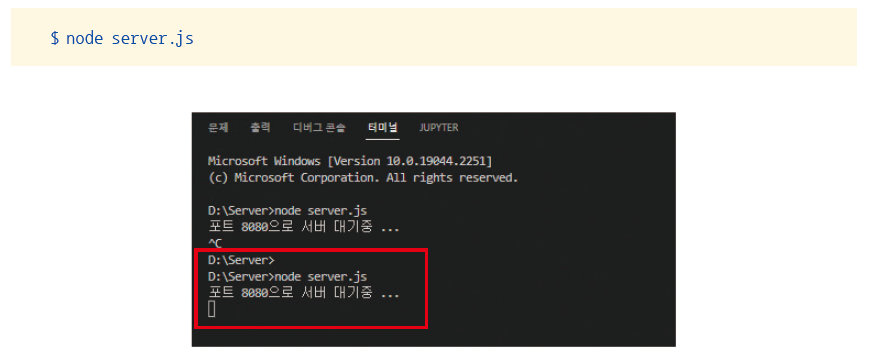 $ node server.js
문제 출력 디버그 콘솔 터미널 JUPYTER
Microsoft Windows [Version 10.0.19044.2251]
(c) Microsoft Corporation. All rights reserved.
D:\Server>node server.js
포트 8080으로 서버 대기중 ...
^C
D:\Server>
D:\Server>node server.js
포트 8080으로 서버 대기중 ...